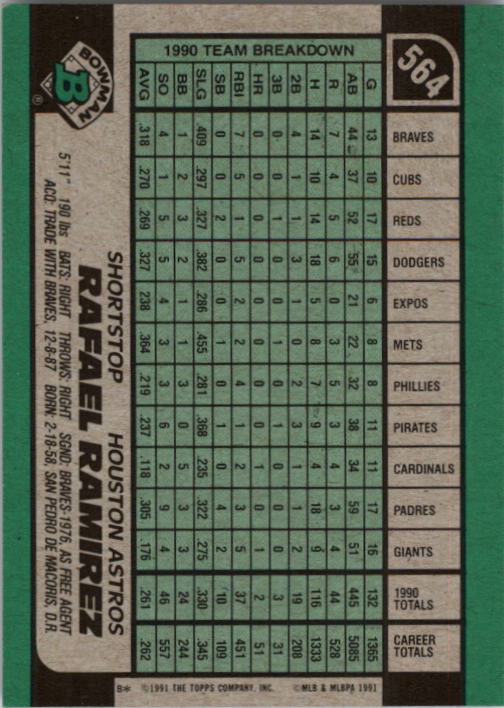 564
1990 TEAM BREAKDOWN
G AB R H 2B 3B HR RBI SB SLG BB SO AVG
BRAVES 13 44 7 14 4 0 0 7 0 .409 1 4 .318
CUBS 10 37 4 10 1 0 0 5 0 .297 2 1 .270
REDS 17 52 5 14 1 1 0 1 2 .327 3 5 .269
DODGERS 15 55 6 18 3 0 0 5 0 .382 2 5 .327
EXPOS 6 21 0 5 1 0 0 2 0 .286 1 4 .238
METS 8 22 3 8 0 1 0 2 1 .455 1 3 .364
PHILLIES 8 32 5 7 2 0 0 4 0 .281 3 3 .219
PIRATES 11 38 3 9 3 1 0 1 1 .368 0 6 .237
CARDINALS 11 34 4 4 1 0 1 2 0 .235 5 2 .118
PADRES 17 59 3 18 1 0 0 3 4 .322 3 9 .305
GIANTS 16 51 4 9 2 0 1 5 2 .275 3 4 .176
1990 TOTALS 132 445 44 116 19 3 2 37 10 .330 24 46 .261
CAREER TOTALS 1365 5085 528 1333 208 31 51 451 109 .345 244 557 .262
BOWMAN
B
®
SHORTSTOP HOUSTON ASTROS
RAFAEL RAMIREZ
5'11" 190 lbs BATS: RIGHT THROWS: RIGHT SGND: BRAVES-1976, AS FREE AGENT
ACQ: TRADE WITH BRAVES, 12-8-87 BORN: 2-18-58, SAN PEDRO DE MACORIS, D.R.
B* ©1991 THE TOPPS COMPANY, INC. ©MLB & MLBPA 1991